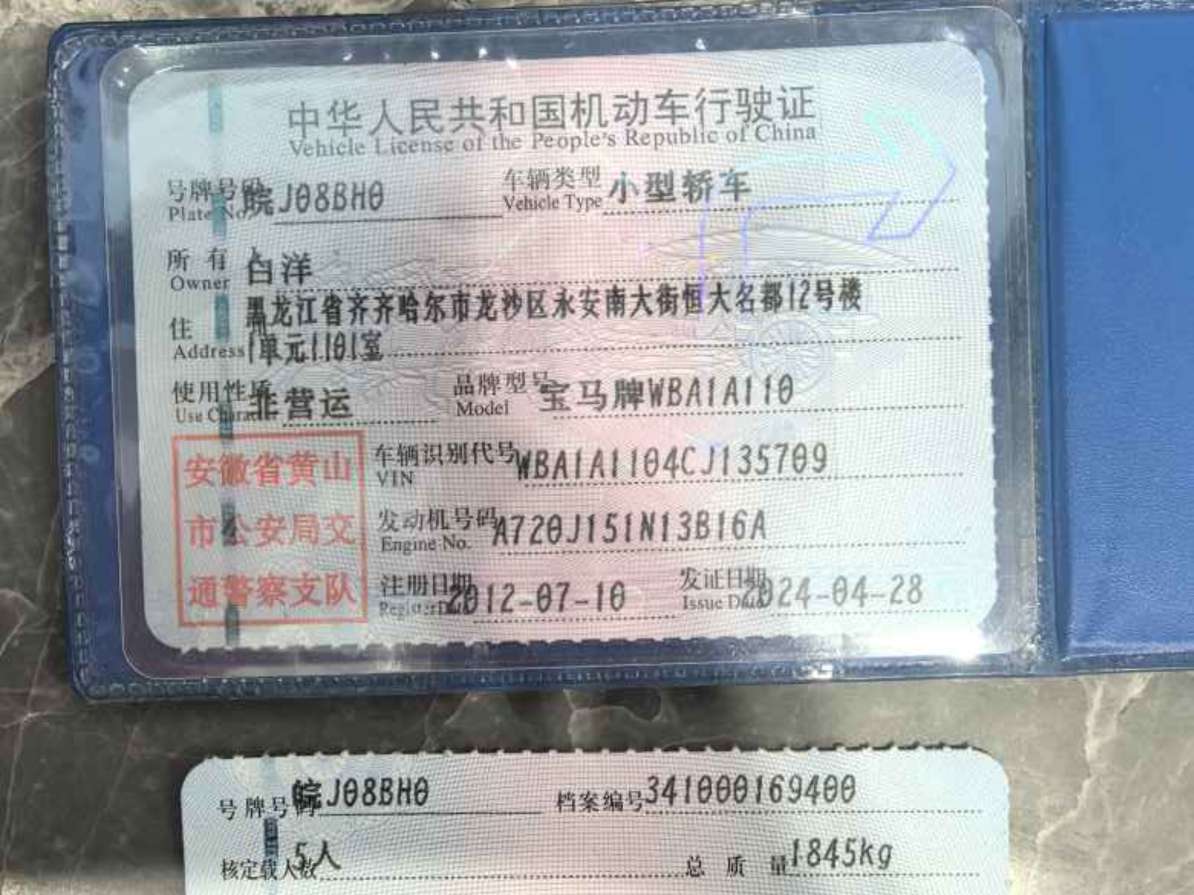 中华人民共和国机动车行驶证
Vehicle License of the People's Republic of China
号牌号码 皖J08BH0 车辆类型 小型轿车
Plate No. Vehicle Type
所有人 白洋
Owner
住址 黑龙江省齐齐哈尔市龙沙区永安南大街恒大名都12号楼
Address 1单元1101室
使用性质 非营运 品牌型号 宝马牌WBA1A110
Use Character Model
安徽省黄山
市公安局交
通警察支队
车辆识别代号 WBA1A1104CJ135709
VIN
发动机号码 A720J151N13B16A
Engine No.
注册日期 2012-07-10 发证日期 2024-04-28
Register Date Issue Date
号牌号码 皖J08BH0 档案编号 341000169400
核定载人数 5人 总质量 1845kg